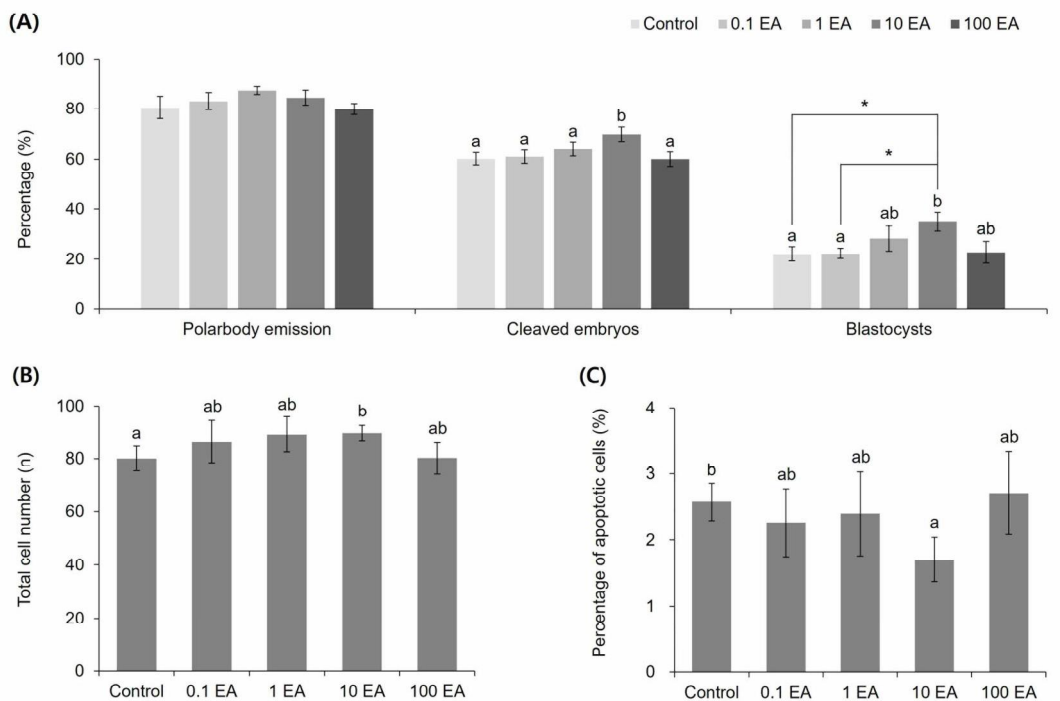 (A)
Control 0.1 EA 1 EA 10 EA 100 EA
Percentage (%)
100
80
60
40
20
0
a a a b a
* *
a a ab b ab
Polarbody emission Cleaved embryos Blastocysts
(B)
Total cell number (n)
100
80
60
40
20
0
a ab ab b ab
Control 0.1 EA 1 EA 10 EA 100 EA
(C)
Percentage of apoptotic cells (%)
4
3
2
1
0
b ab ab a ab
Control 0.1 EA 1 EA 10 EA 100 EA